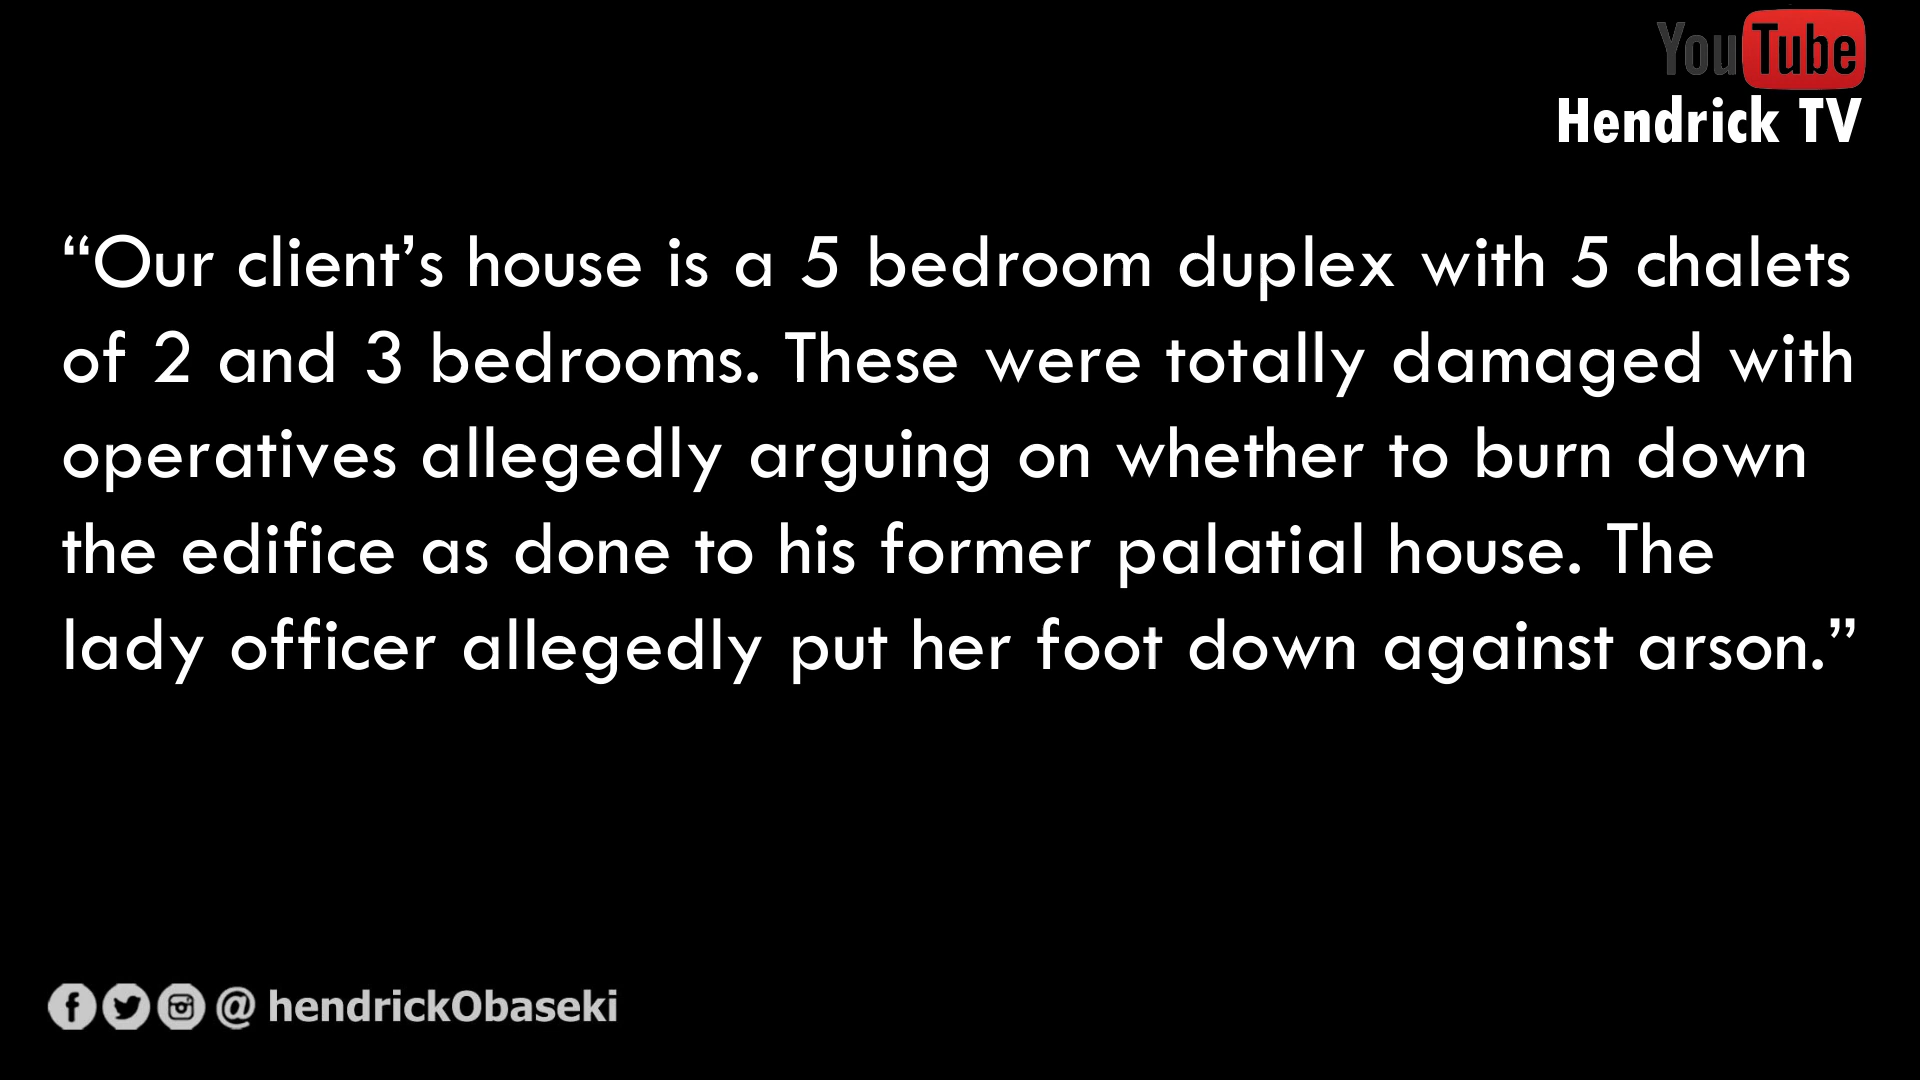 YouTube
Hendrick TV
“Our client’s house is a 5 bedroom duplex with 5 chalets
of 2 and 3 bedrooms. These were totally damaged with
operatives allegedly arguing on whether to burn down
the edifice as done to his former palatial house. The
lady officer allegedly put her foot down against arson.”
@ hendrickObaseki